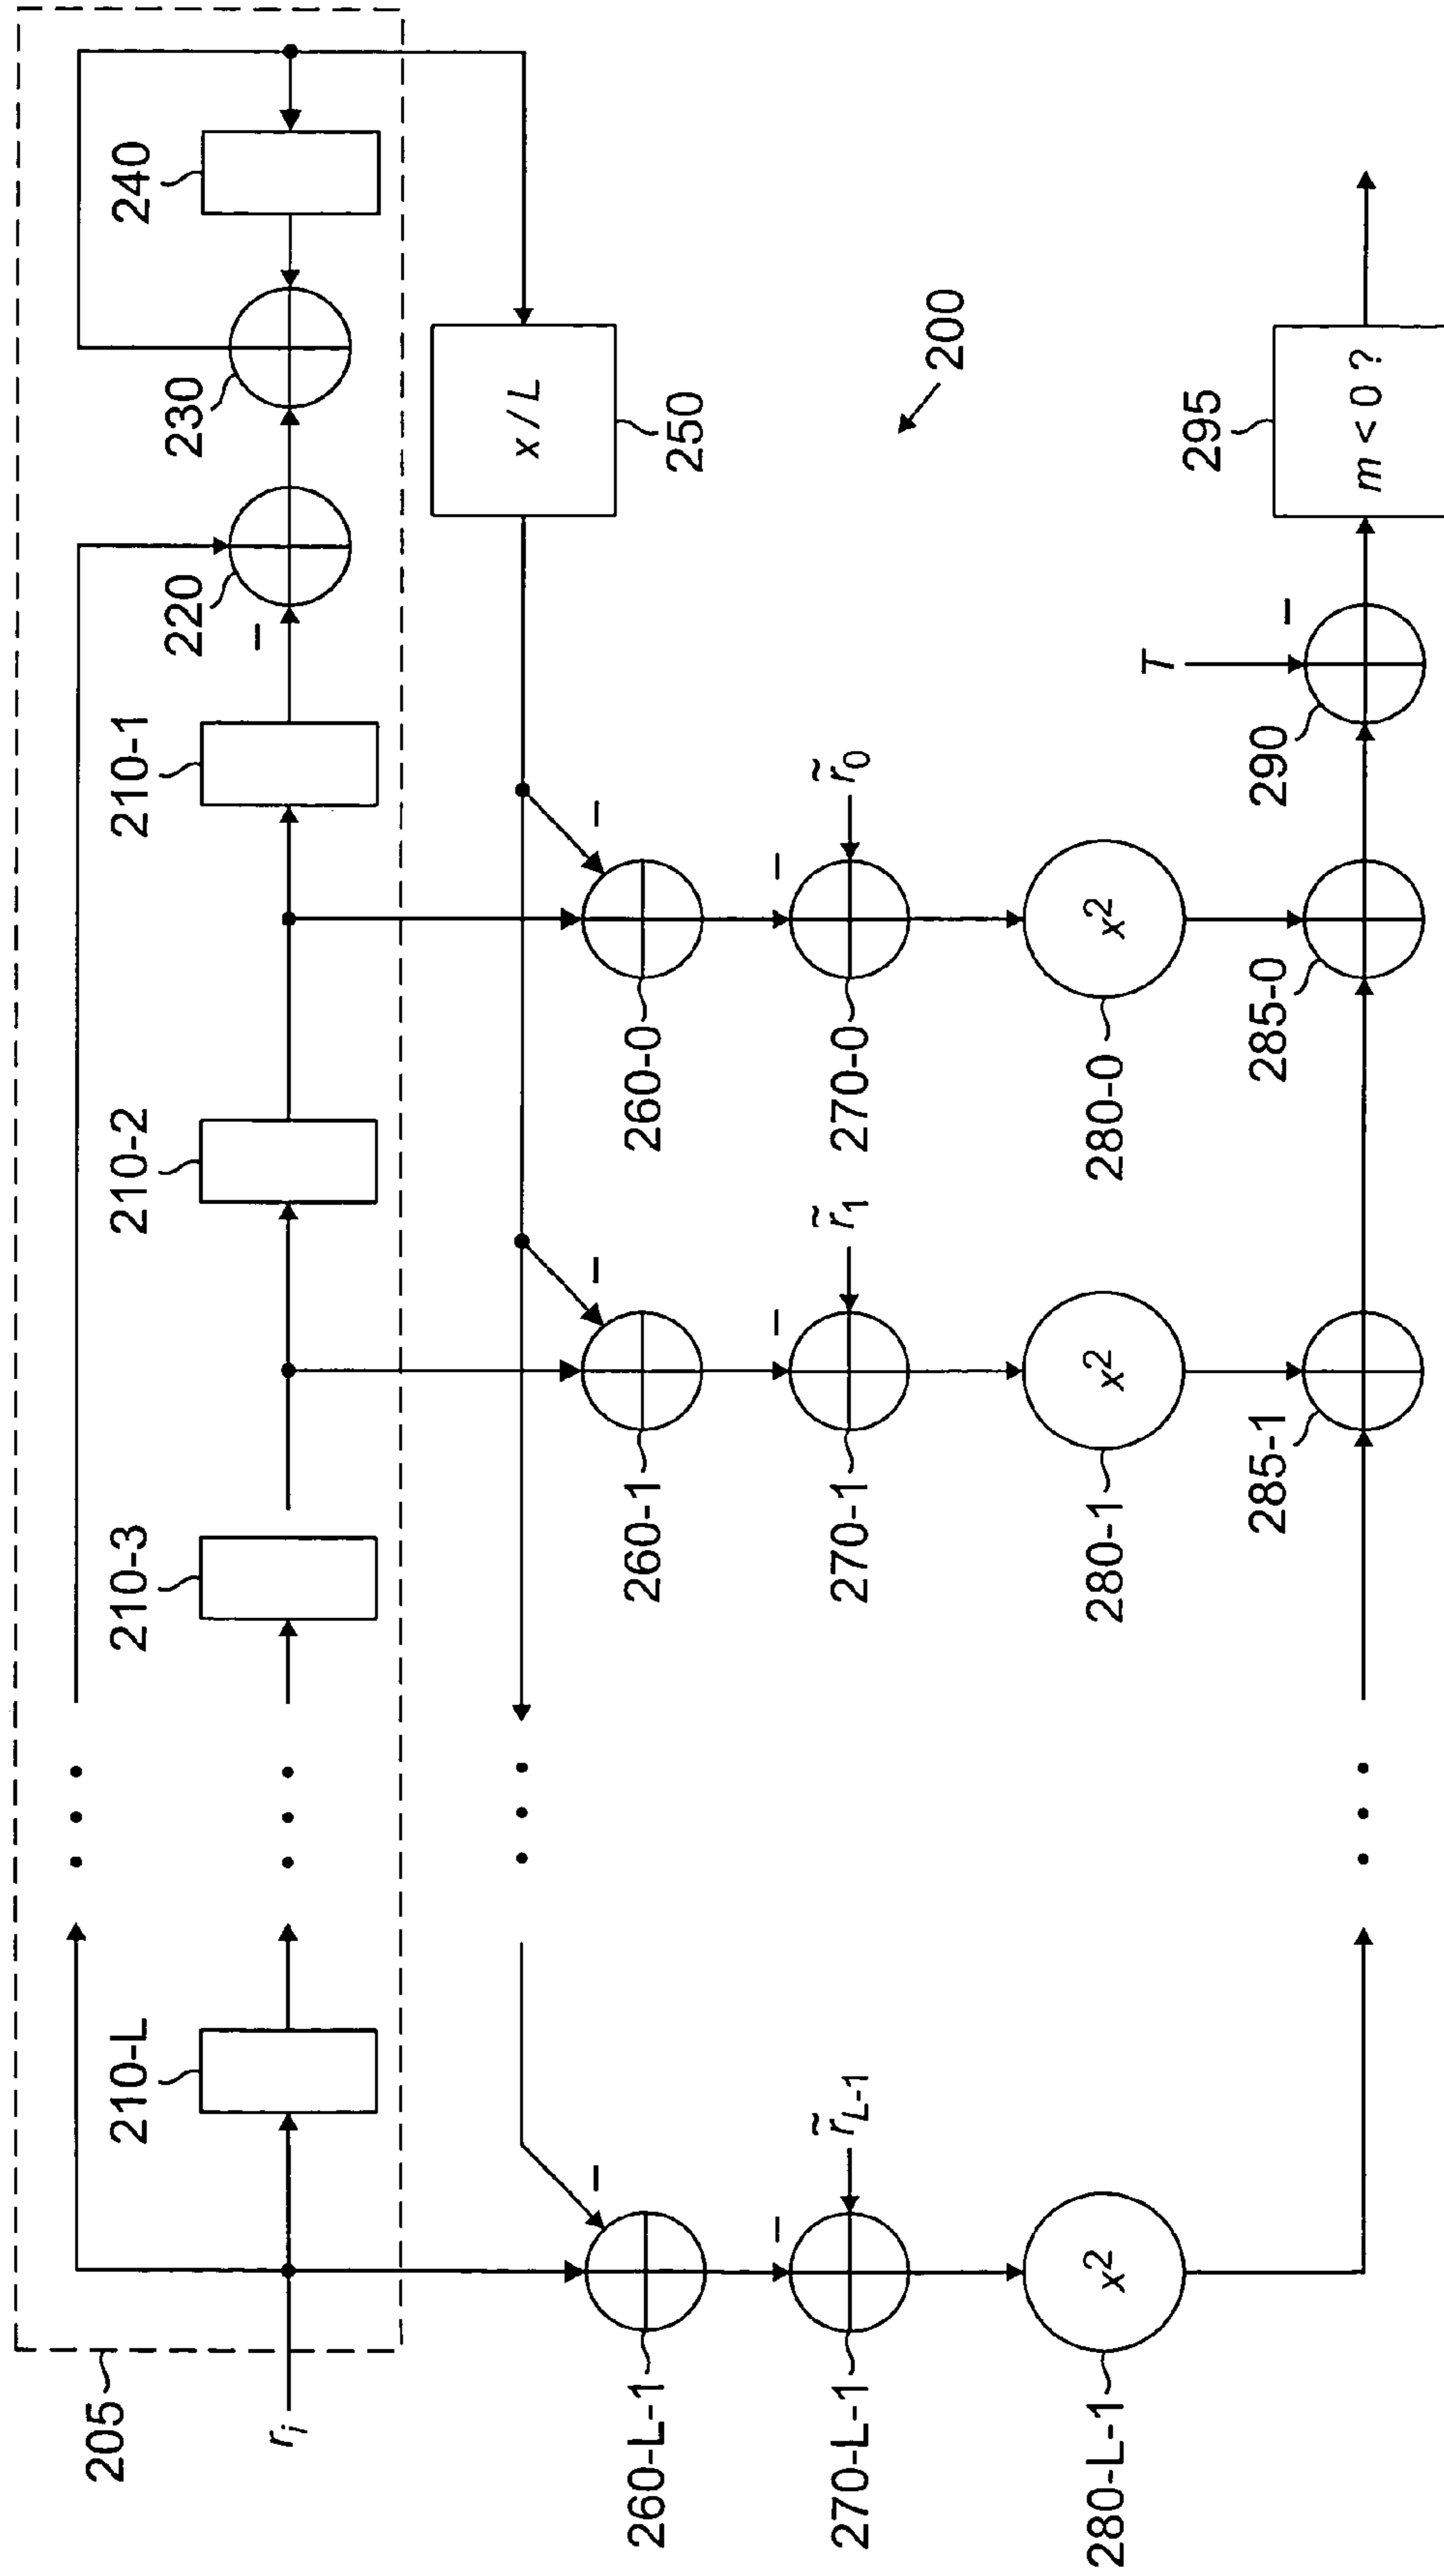 205
r_i
210-L
210-3
210-2
210-1
220
−
230
240
x / L
250
200
−
−
−
260-L-1
260-1
260-0
−
r̃_{L-1}
270-L-1
−
r̃_1
270-1
−
r̃_0
270-0
x²
280-L-1
x²
280-1
x²
280-0
285-1
285-0
T
−
290
295
m < 0 ?